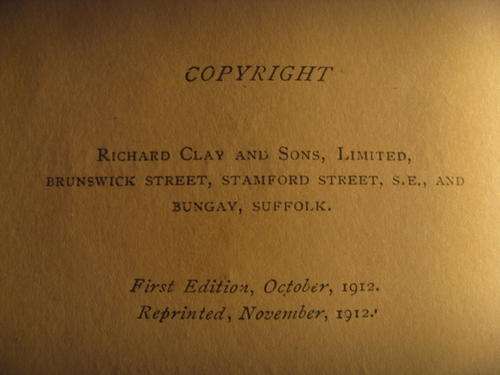 COPYRIGHT
RICHARD CLAY AND SONS, LIMITED,
BRUNSWICK STREET, STAMFORD STREET, S.E., AND
BUNGAY, SUFFOLK.
First Edition, October, 1912.
Reprinted, November, 1912.